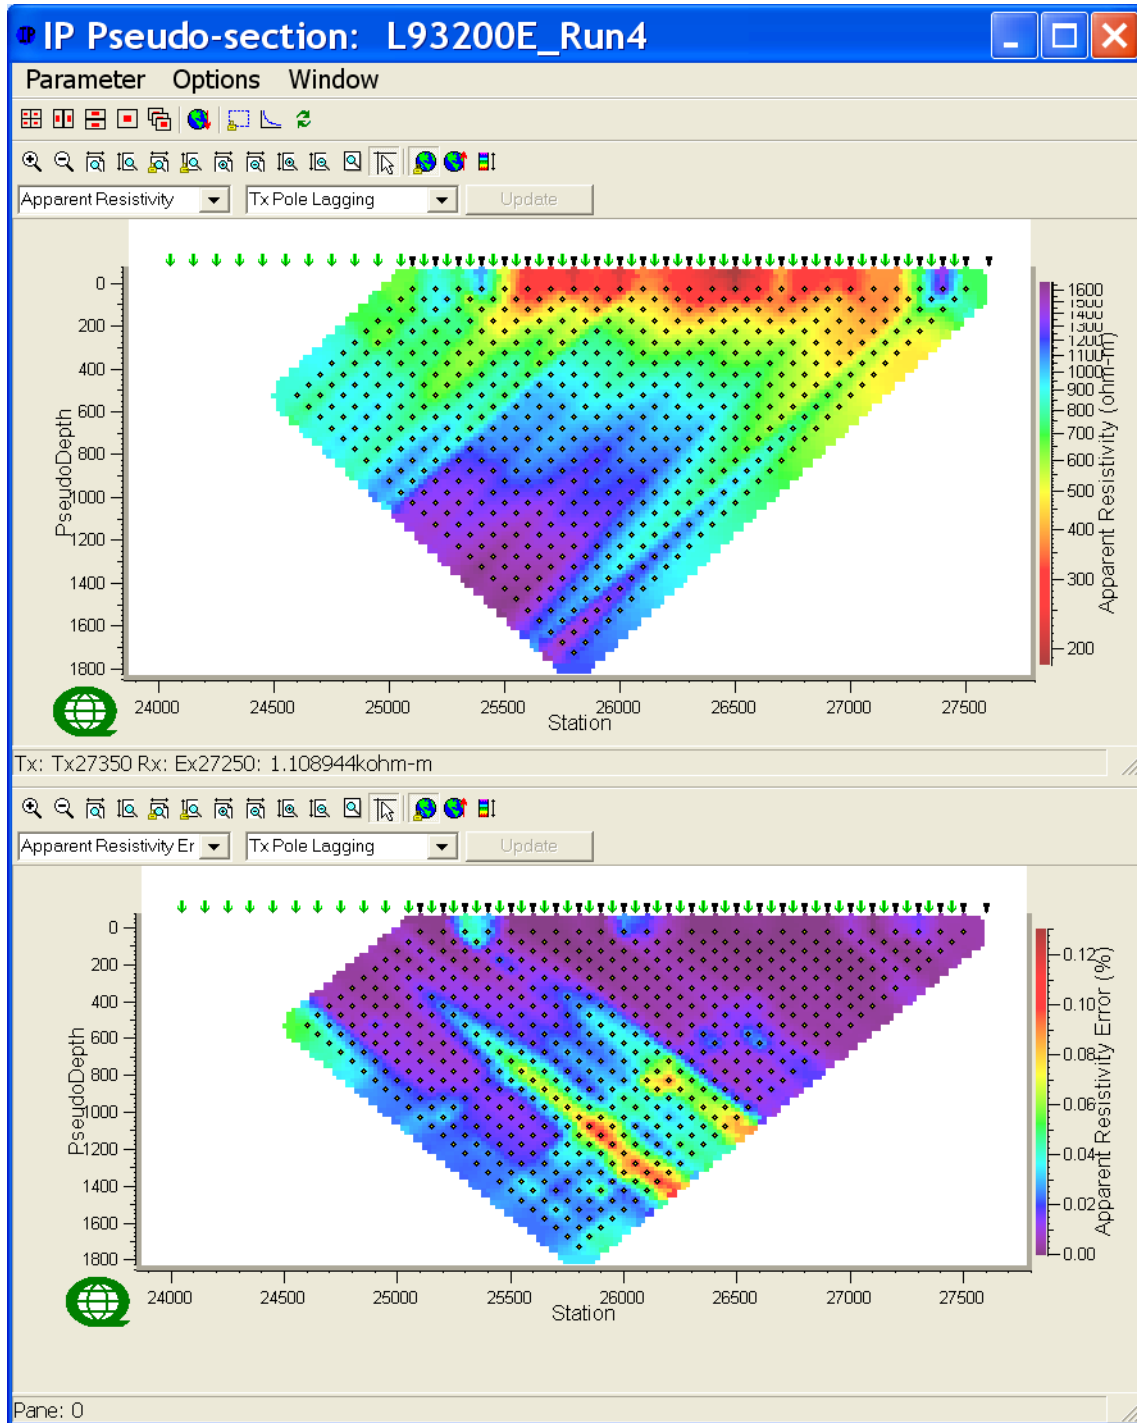 IP Pseudo-section: L93200E_Run4
Parameter Options Window
Apparent Resistivity Tx Pole Lagging Update
0
200
400
600
800
1000
1200
1400
1600
1800
PseudoDepth
24000 24500 25000 25500 26000 26500 27000 27500
Station
1600
1500
1300
1200
1100
1000
900
800
700
600
500
400
300
200
Apparent Resistivity (ohm-m)
Tx: Tx27350 Rx: Ex27250: 1.108944kohm-m
Apparent Resistivity Er Tx Pole Lagging Update
0
200
400
600
800
1000
1200
1400
1600
1800
PseudoDepth
24000 24500 25000 25500 26000 26500 27000 27500
Station
0.12
0.10
0.08
0.06
0.04
0.02
0.00
Apparent Resistivity Error (%)
Pane: 0